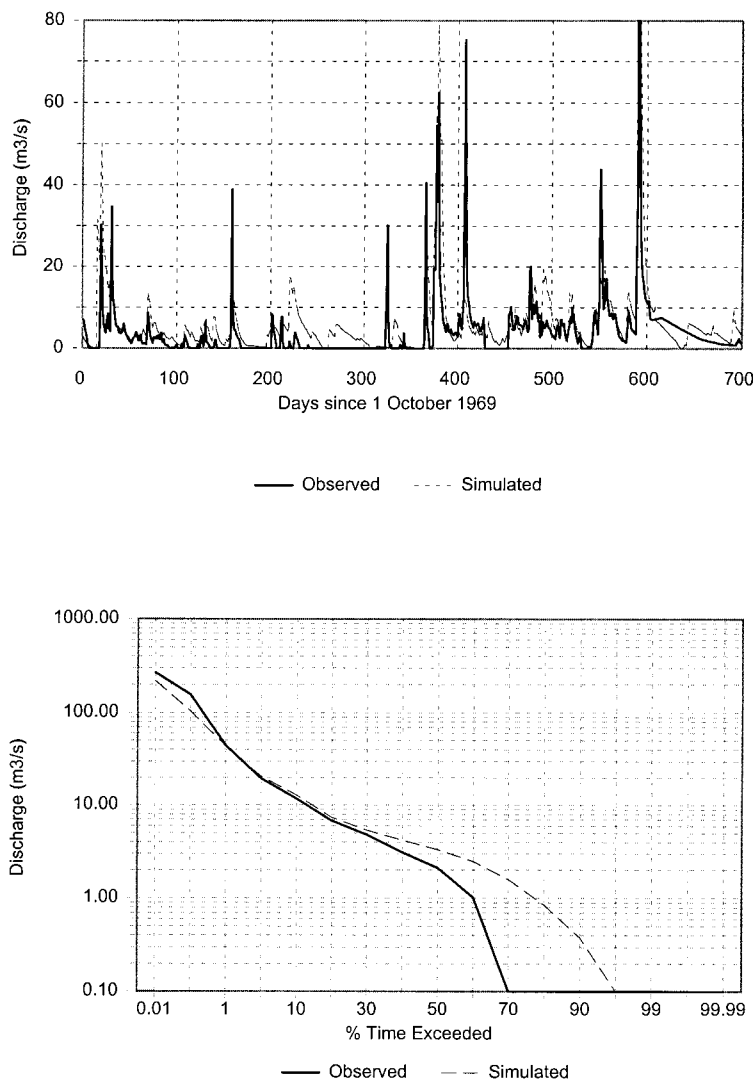 80
60
40
20
0
Discharge (m3/s)
0 100 200 300 400 500 600 700
Days since 1 October 1969
Observed Simulated
1000.00
100.00
10.00
1.00
0.10
Discharge (m3/s)
0.01 1 10 30 50 70 90 99 99.99
% Time Exceeded
Observed Simulated